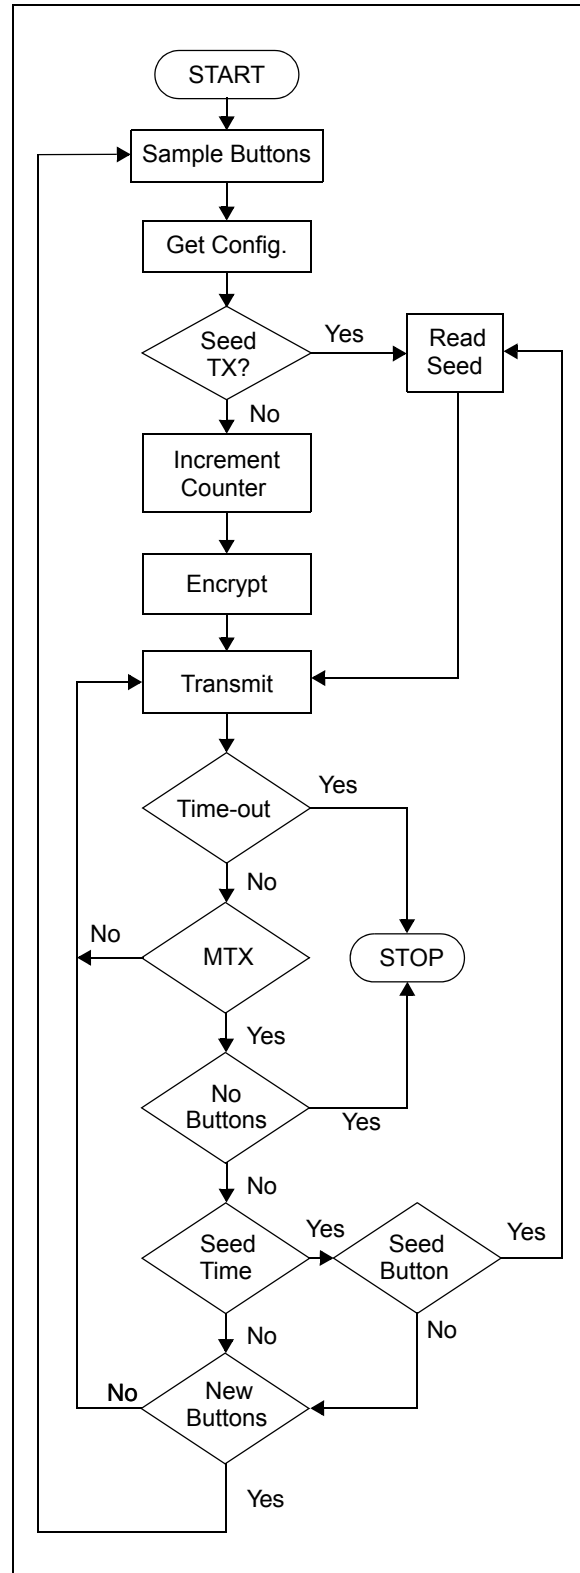 START
Sample Buttons
Get Config.
Seed
TX?
Yes
Read
Seed
No
Increment
Counter
Encrypt
Transmit
Time-out
Yes
No
No
MTX
STOP
Yes
No
Buttons
Yes
No
Seed
Time
Yes
Seed
Button
Yes
No
No
No
New
Buttons
Yes